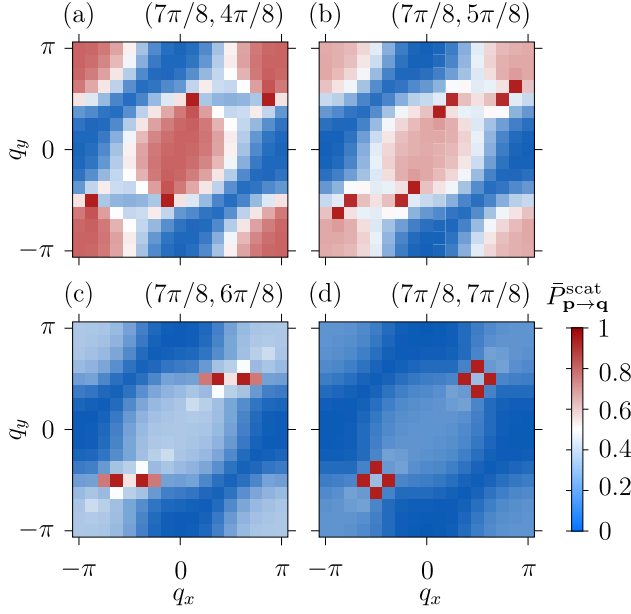 (a) (7π/8, 4π/8) (b) (7π/8, 5π/8)
π
q_y 0
−π
(c) (7π/8, 6π/8) (d) (7π/8, 7π/8) P̄^scat_p→q
π 1
0.8
q_y 0 0.6
0.4
−π 0.2
0
−π 0 π −π 0 π
q_x q_x